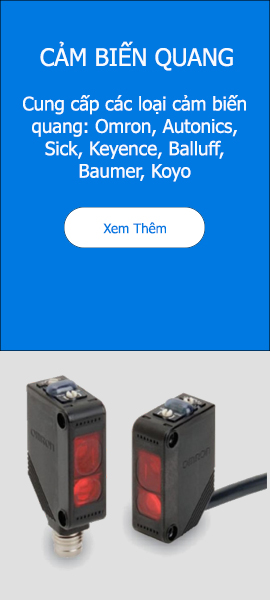 CẢM BIẾN QUANG
Cung cấp các loại cảm biến
quang: Omron, Autonics,
Sick, Keyence, Balluff,
Baumer, Koyo
Xem Thêm